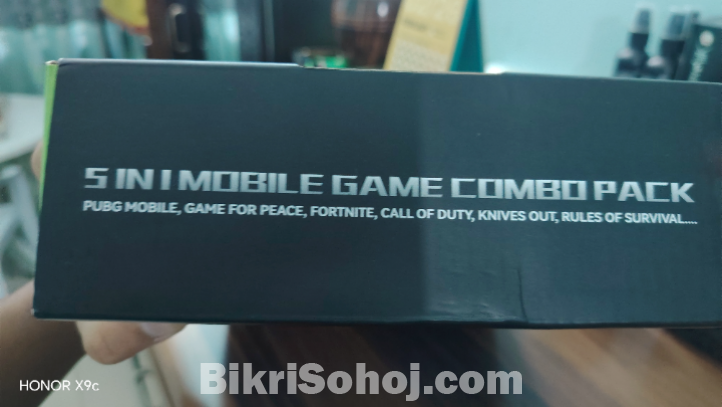 5 IN 1 MOBILE GAME COMBO PACK
PUBG MOBILE, GAME FOR PEACE, FORTNITE, CALL OF DUTY, KNIVES OUT, RULES OF SURVIVAL....
HONOR X9c
BikriSohoj.com